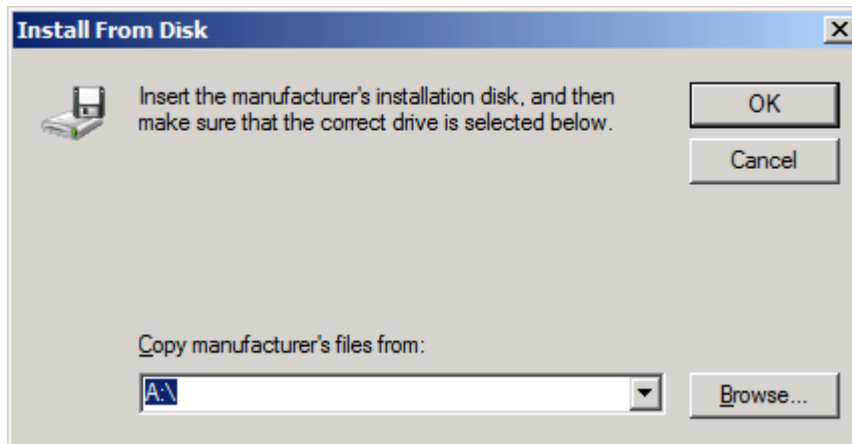 Install From Disk
Insert the manufacturer's installation disk, and then
make sure that the correct drive is selected below.
OK
Cancel
Copy manufacturer's files from:
A:\
Browse...